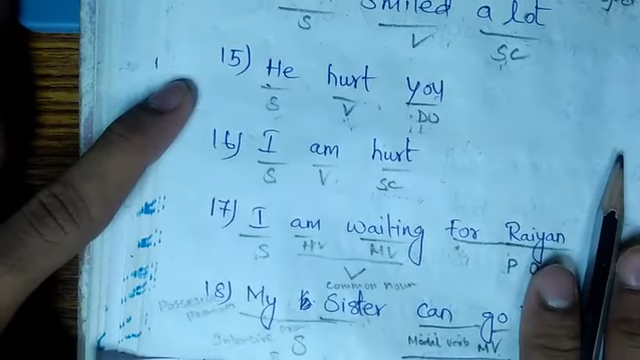 smiled a lot
S V SC
15) He hurt you
S V DO
16) I am hurt
S V SC
17) I am waiting for Raiyan
S HV MV P O
V common noun
18) My Sister can go
S Modal verb MV